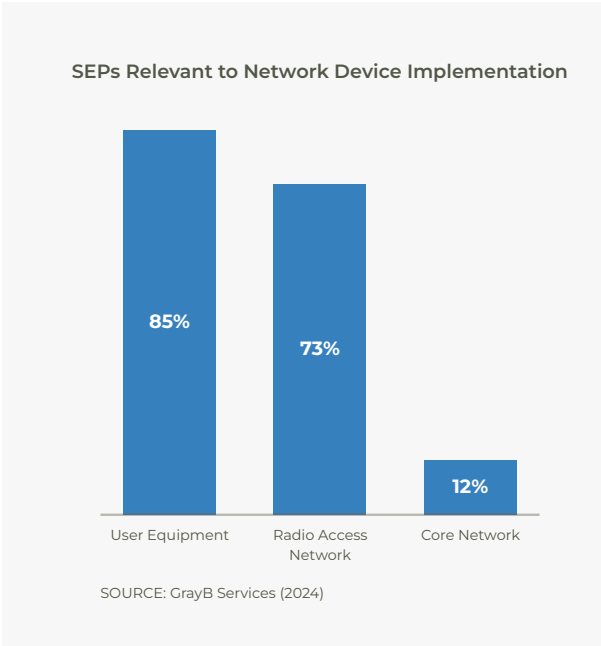 SEPs Relevant to Network Device Implementation
85%
73%
12%
User Equipment
Radio Access
Network
Core Network
SOURCE: GrayB Services (2024)